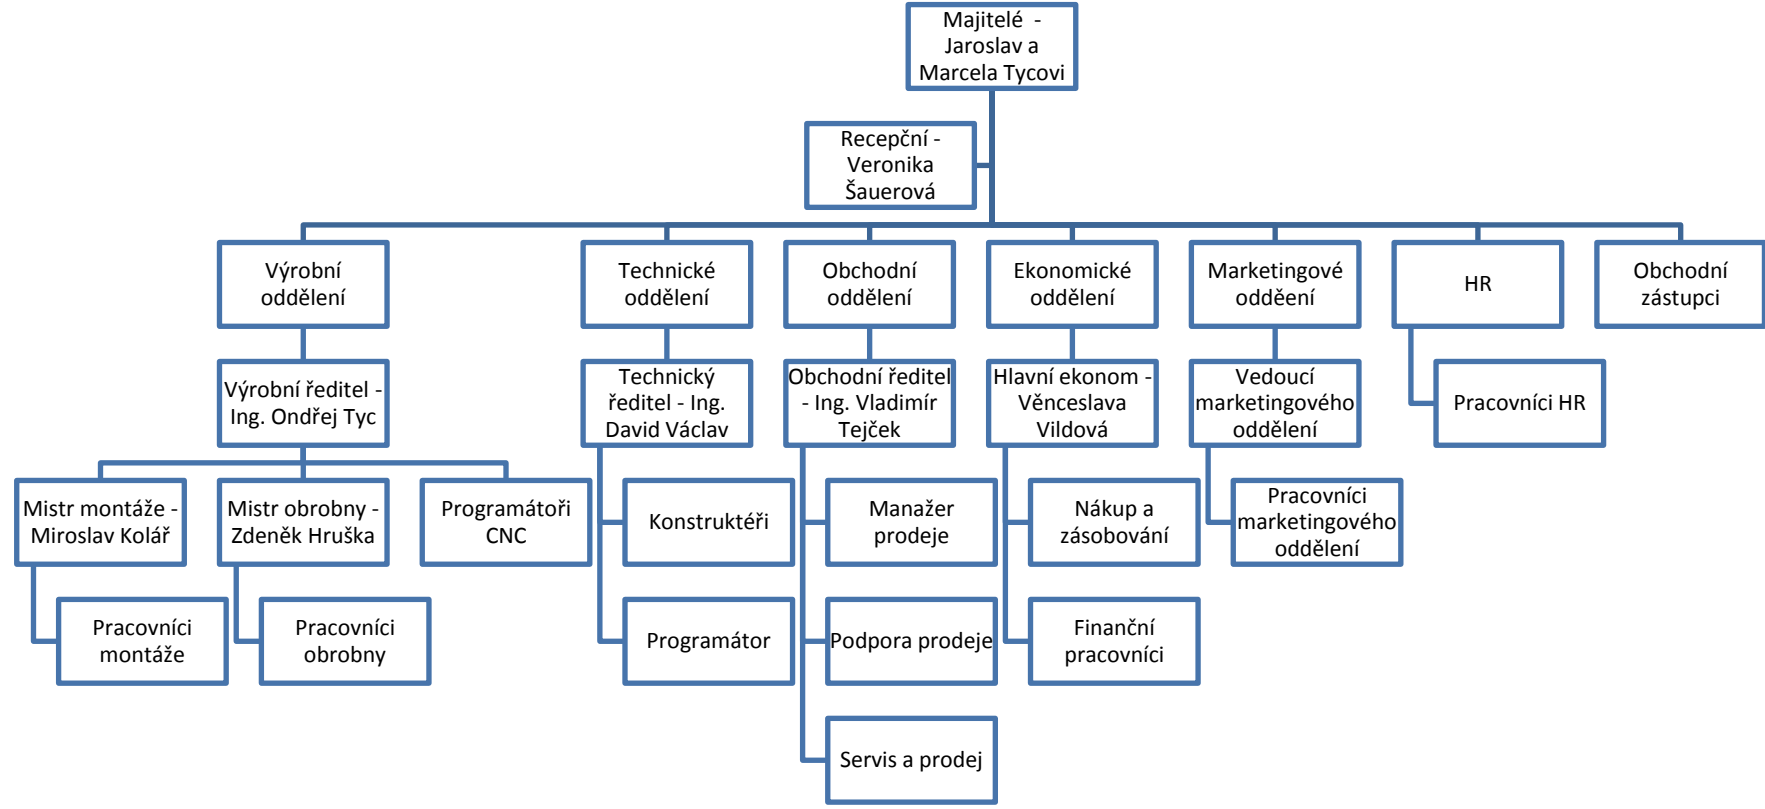 Majitelé -
Jaroslav a
Marcela Tycovi
Recepční -
Veronika
Šauerová
Výrobní
oddělení
Technické
oddělení
Obchodní
oddělení
Ekonomické
oddělení
Marketingové
odděení
HR
Obchodní
zástupci
Výrobní ředitel -
Ing. Ondřej Tyc
Technický
ředitel - Ing.
David Václav
Obchodní ředitel
- Ing. Vladimír
Tejček
Hlavní ekonom -
Věnceslava
Vildová
Vedoucí
marketingového
oddělení
Pracovníci HR
Mistr montáže -
Miroslav Kolář
Mistr obrobny -
Zdeněk Hruška
Programátoři
CNC
Konstruktéři
Manažer
prodeje
Nákup a
zásobování
Pracovníci
marketingového
oddělení
Pracovníci
montáže
Pracovníci
obrobny
Programátor
Podpora prodeje
Finanční
pracovníci
Servis a prodej